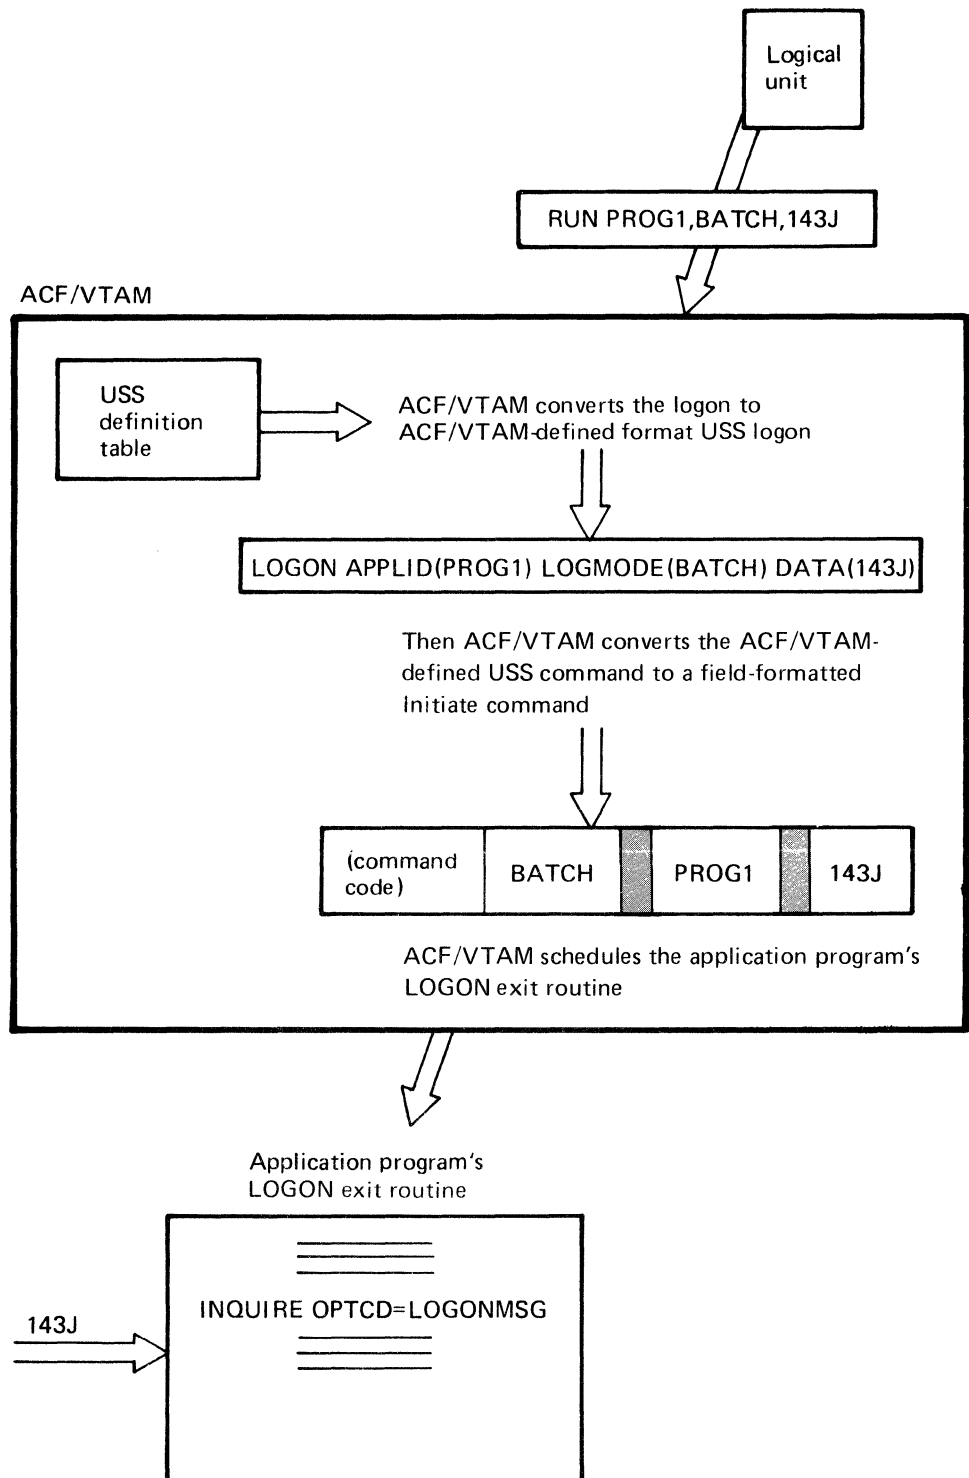 Logical
unit
RUN PROG1,BATCH,143J
ACF/VTAM
USS
definition
table
ACF/VTAM converts the logon to
ACF/VTAM-defined format USS logon
LOGON APPLID(PROG1) LOGMODE(BATCH) DATA(143J)
Then ACF/VTAM converts the ACF/VTAM-
defined USS command to a field-formatted
Initiate command
(command
code)
BATCH
PROG1
143J
ACF/VTAM schedules the application program's
LOGON exit routine
Application program's
LOGON exit routine
INQUIRE OPTCD=LOGONMSG
143J